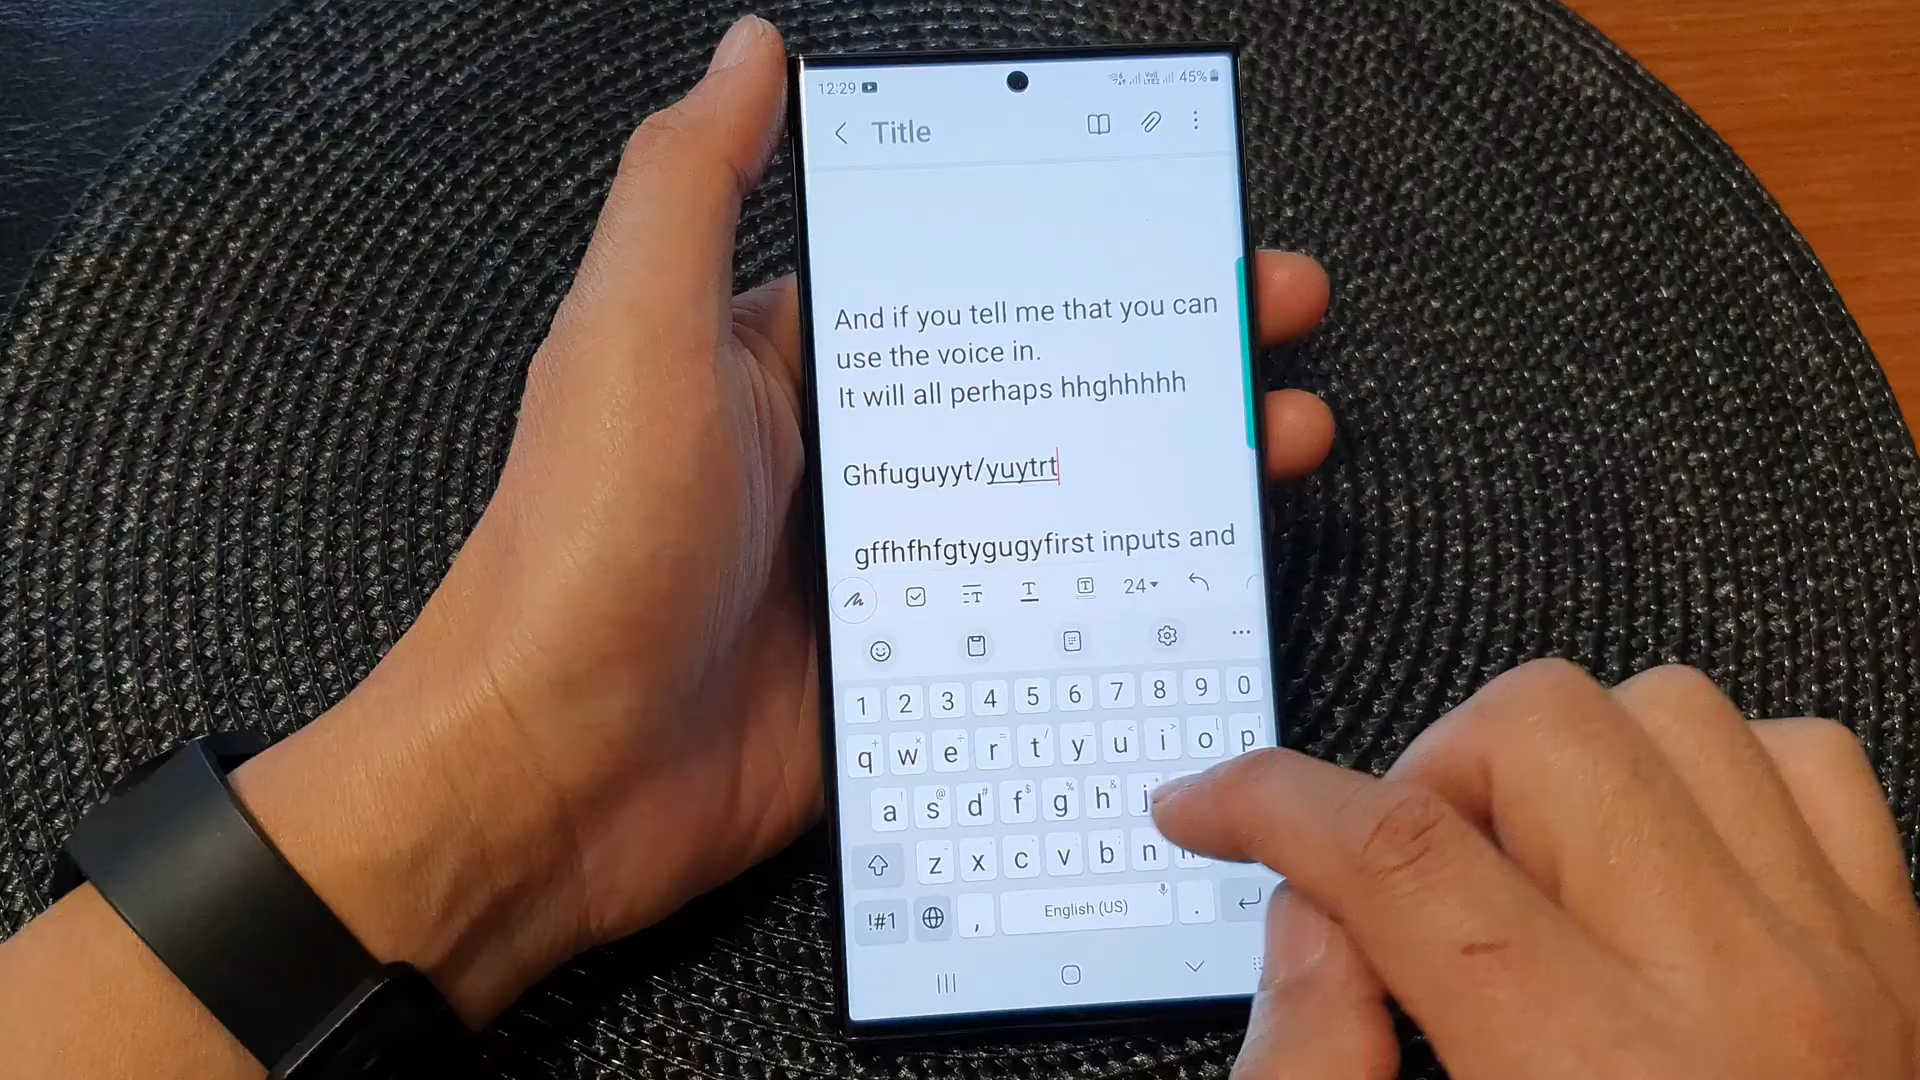 12:29 45%
Title
And if you tell me that you can
use the voice in.
It will all perhaps hhghhhhh
Ghfuguyyt/yuytrt
gffhfhfgtygugyfirst inputs and
24
1 2 3 4 5 6 7 8 9 0
q w e r t y u i o p
a s d f g h j
z x c v b n
!#1 , English (US) .